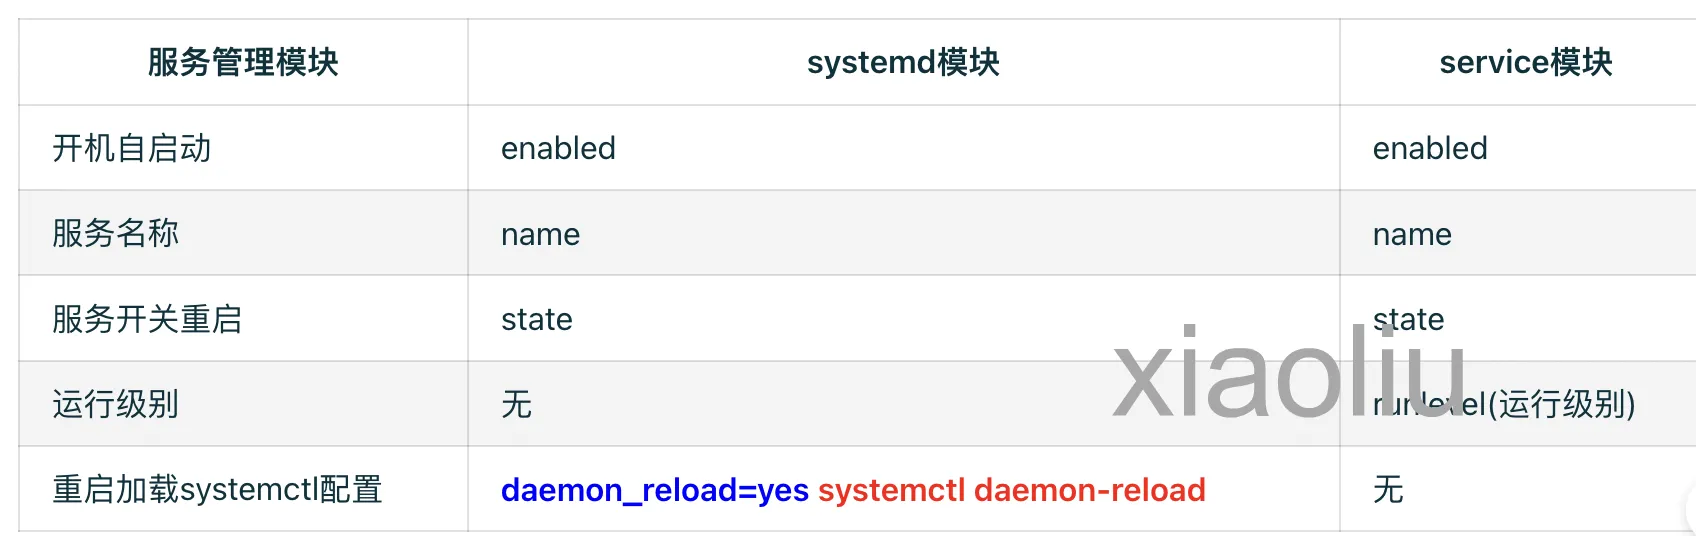 服务管理模块 systemd模块 service模块
开机自启动 enabled enabled
服务名称 name name
服务开关重启 state state
运行级别 无 runlevel(运行级别)
重启加载systemctl配置 daemon_reload=yes systemctl daemon-reload 无
xiaoliu